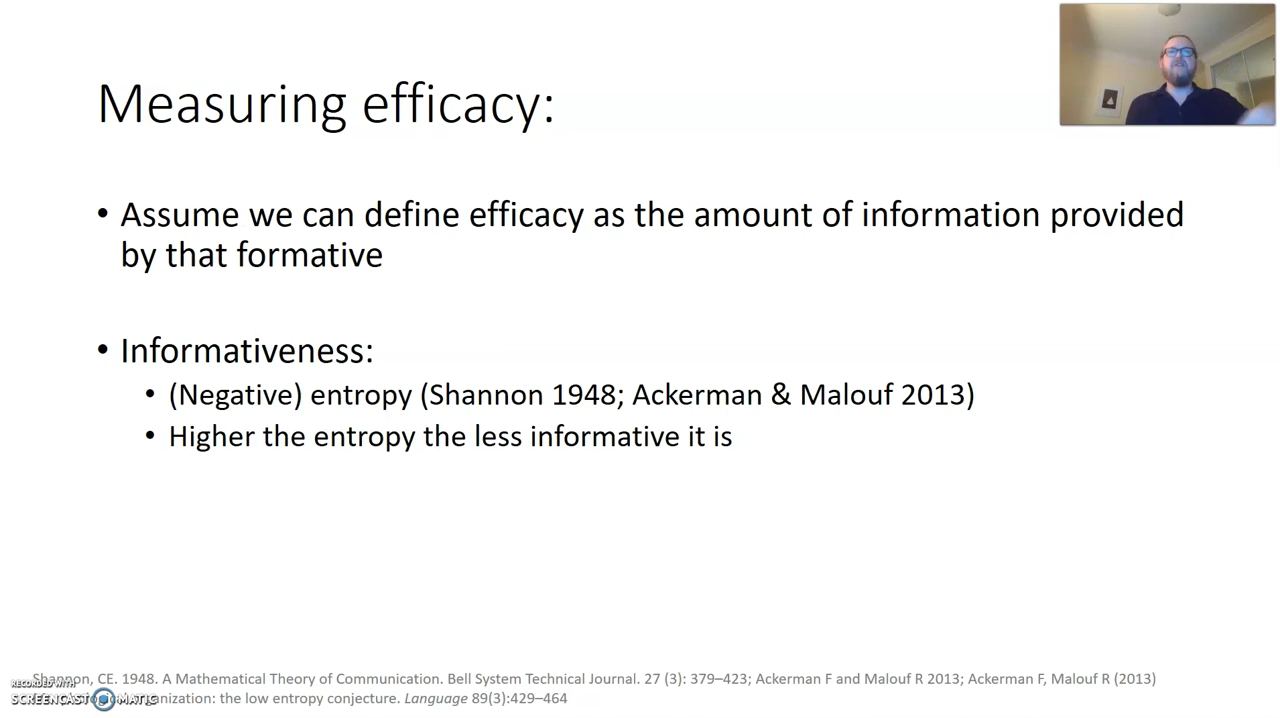 Measuring efficacy:
• Assume we can define efficacy as the amount of information provided
by that formative
• Informativeness:
• (Negative) entropy (Shannon 1948; Ackerman & Malouf 2013)
• Higher the entropy the less informative it is
Shannon, CE. 1948. A Mathematical Theory of Communication. Bell System Technical Journal. 27 (3): 379–423; Ackerman F and Malouf R 2013; Ackerman F, Malouf R (2013)
organization: the low entropy conjecture. Language 89(3):429–464
RECORDED WITH
SCREENCAST-O-MATIC